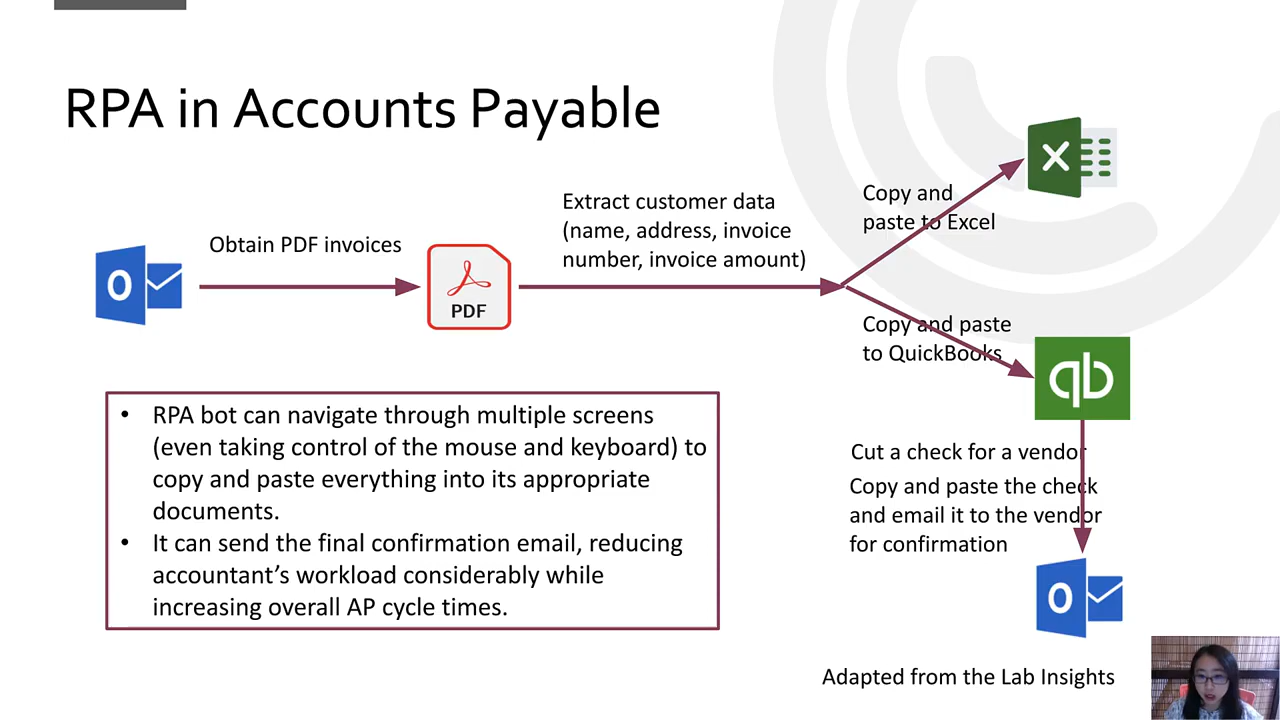 RPA in Accounts Payable
Obtain PDF invoices
Extract customer data
(name, address, invoice
number, invoice amount)
Copy and
paste to Excel
Copy and paste
to QuickBooks
O
PDF
X
qb
• RPA bot can navigate through multiple screens
(even taking control of the mouse and keyboard) to
copy and paste everything into its appropriate
documents.
• It can send the final confirmation email, reducing
accountant’s workload considerably while
increasing overall AP cycle times.
Cut a check for a vendor
Copy and paste the check
and email it to the vendor
for confirmation
O
Adapted from the Lab Insights